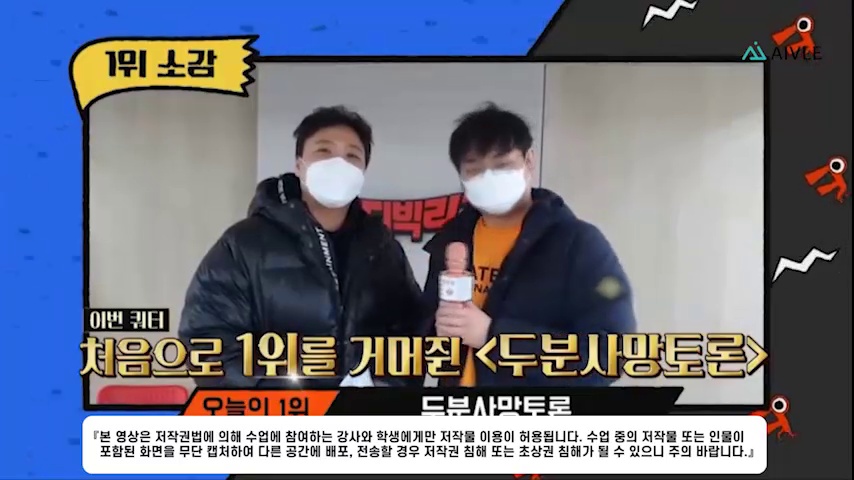 1위 소감
AIVLE
디빅리
AINMENT
ATE
NA
이번 쿼터
처음으로 1위를 거머쥔 <두분사망토론>
오늘의 1위
두분사망토론
『본 영상은 저작권법에 의해 수업에 참여하는 강사와 학생에게만 저작물 이용이 허용됩니다. 수업 중의 저작물 또는 인물이
포함된 화면을 무단 캡처하여 다른 공간에 배포, 전송할 경우 저작권 침해 또는 초상권 침해가 될 수 있으니 주의 바랍니다.』